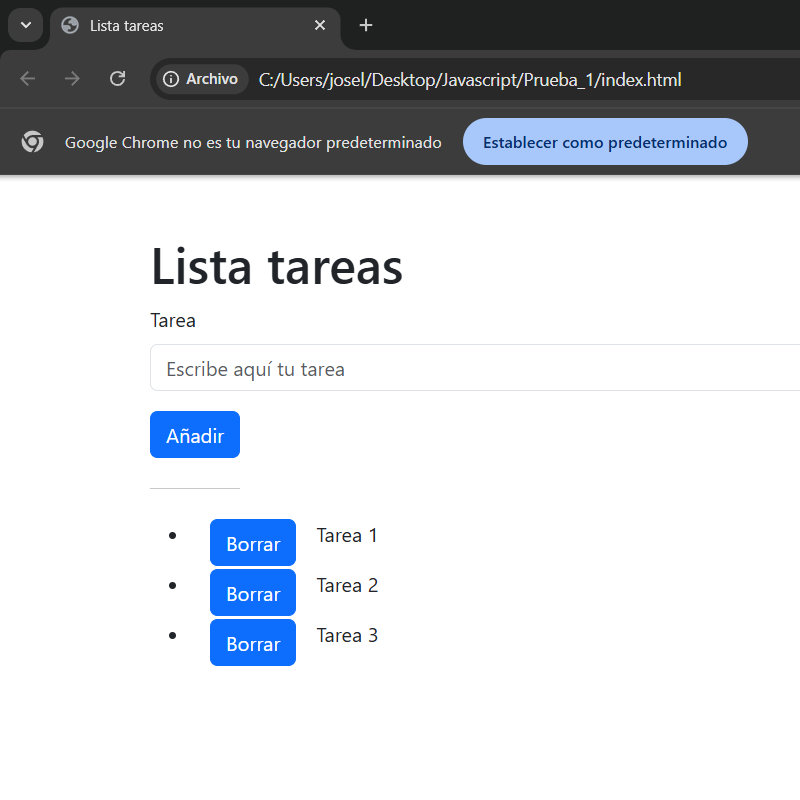 Lista tareas
Archivo C:/Users/josel/Desktop/Javascript/Prueba_1/index.html
Google Chrome no es tu navegador predeterminado Establecer como predeterminado
Lista tareas
Tarea
Escribe aquí tu tarea
Añadir
Borrar Tarea 1
Borrar Tarea 2
Borrar Tarea 3